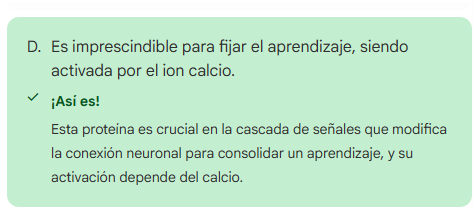 D. Es imprescindible para fijar el aprendizaje, siendo
activada por el ion calcio.
¡Así es!
Esta proteína es crucial en la cascada de señales que modifica
la conexión neuronal para consolidar un aprendizaje, y su
activación depende del calcio.